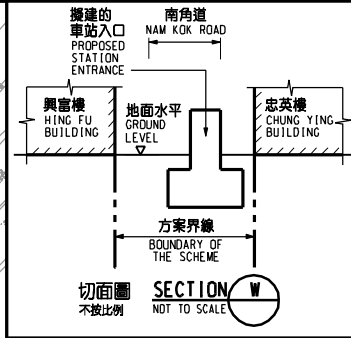 擬建的
車站入口
PROPOSED
STATION
ENTRANCE
南角道
NAM KOK ROAD
興富樓
HING FU
BUILDING
地面水平
GROUND
LEVEL
忠英樓
CHUNG YING
BUILDING
方案界線
BOUNDARY OF
THE SCHEME
切面圖
不按比例
SECTION W
NOT TO SCALE